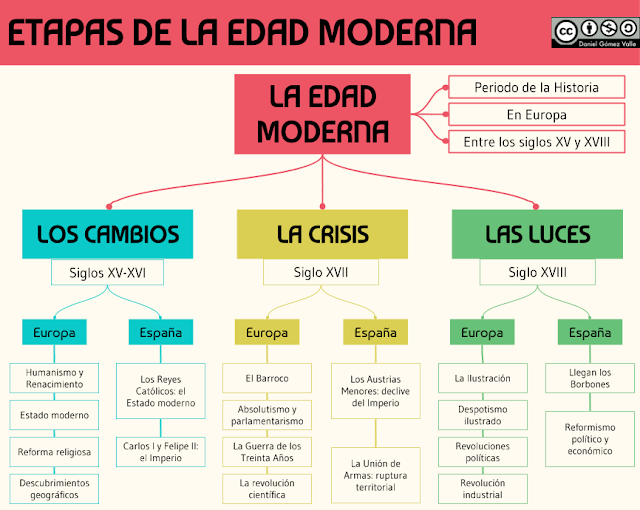 ETAPAS DE LA EDAD MODERNA
cc
Daniel Gómez Valle
LA EDAD
MODERNA
Periodo de la Historia
En Europa
Entre los siglos XV y XVIII
LOS CAMBIOS
Siglos XV-XVI
Europa
Humanismo y
Renacimiento
Estado moderno
Reforma religiosa
Descubrimientos
geográficos
España
Los Reyes
Católicos: el
Estado moderno
Carlos I y Felipe II:
el Imperio
LA CRISIS
Siglo XVII
Europa
El Barroco
Absolutismo y
parlamentarismo
La Guerra de los
Treinta Años
La revolución
científica
España
Los Austrias
Menores: declive
del Imperio
La Unión de
Armas: ruptura
territorial
LAS LUCES
Siglo XVIII
Europa
La Ilustración
Despotismo
ilustrado
Revoluciones
políticas
Revolución
industrial
España
Llegan los
Borbones
Reformismo
político y
económico